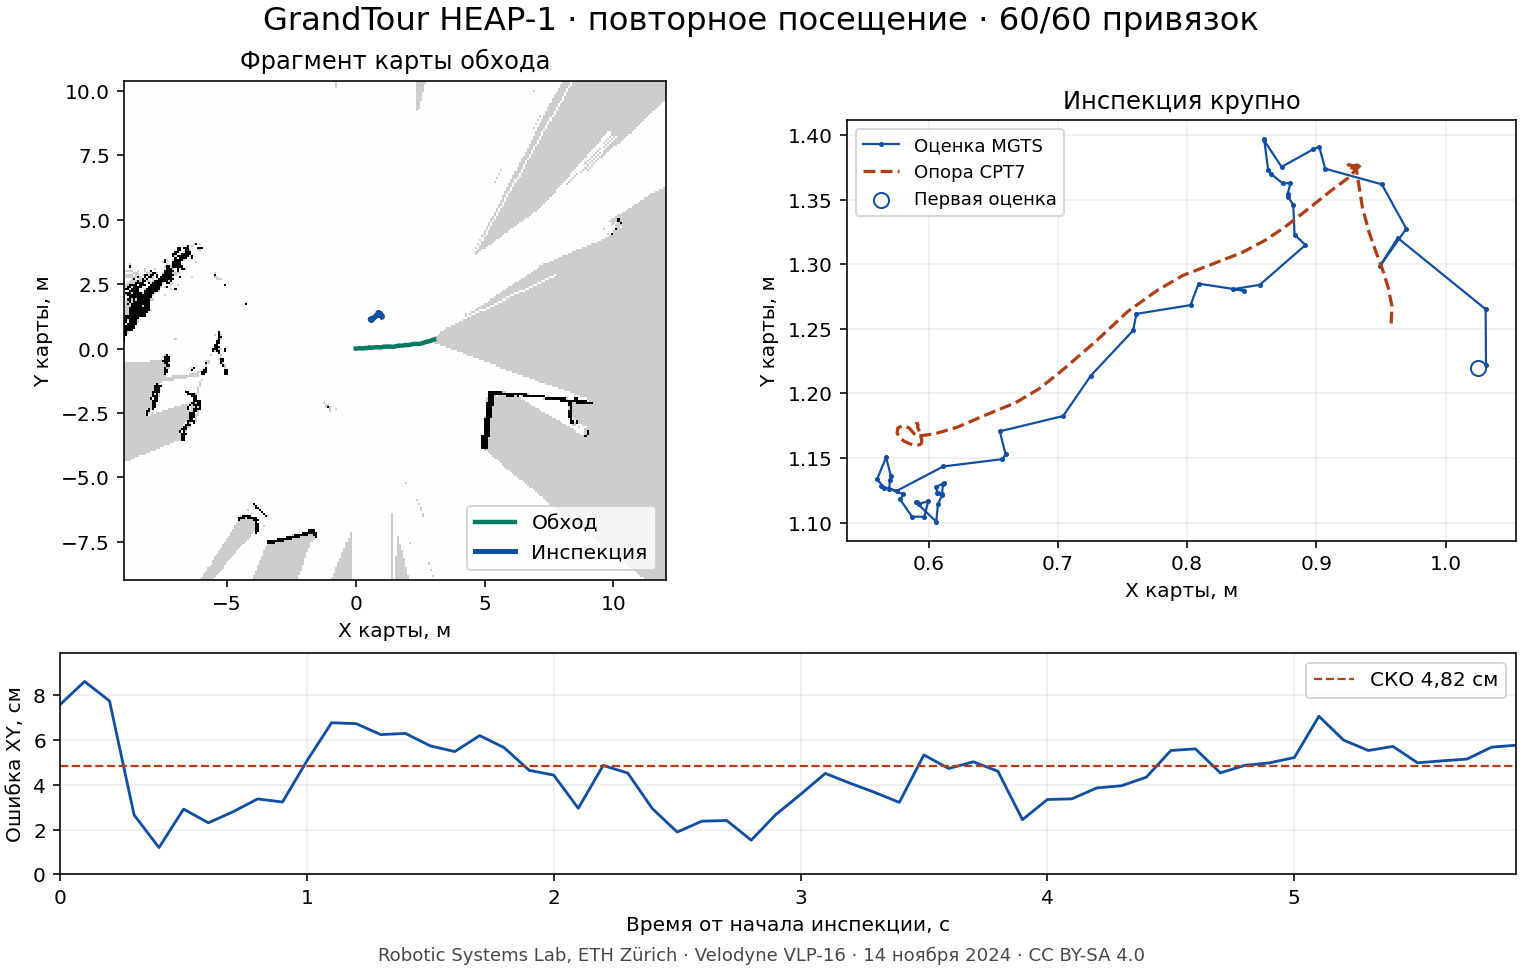 GrandTour HEAP-1 · повторное посещение · 60/60 привязок
Фрагмент карты обхода
10.0
7.5
5.0
2.5
0.0
−2.5
−5.0
−7.5
Y карты, м
−5
0
5
10
X карты, м
Обход
Инспекция
Инспекция крупно
Оценка MGTS
Опора CPT7
Первая оценка
1.40
1.35
1.30
1.25
1.20
1.15
1.10
Y карты, м
0.6
0.7
0.8
0.9
1.0
X карты, м
СКО 4,82 см
8
6
4
2
0
Ошибка XY, см
0
1
2
3
4
5
Время от начала инспекции, с
Robotic Systems Lab, ETH Zürich · Velodyne VLP-16 · 14 ноября 2024 · CC BY-SA 4.0